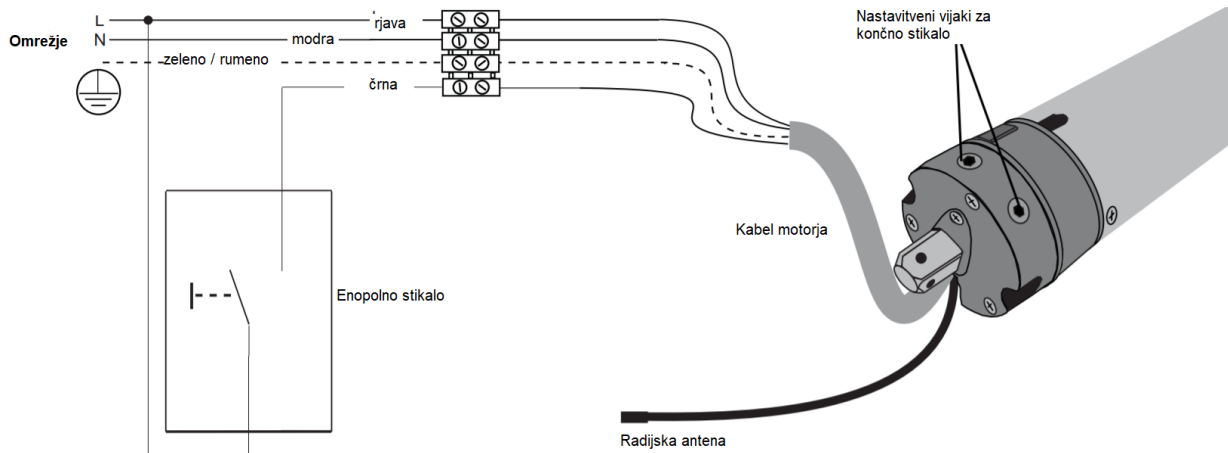 L
rjava
Omrežje
N
modra
zeleno / rumeno
črna
Nastavitveni vijaki za
končno stikalo
Kabel motorja
Enopolno stikalo
Radijska antena